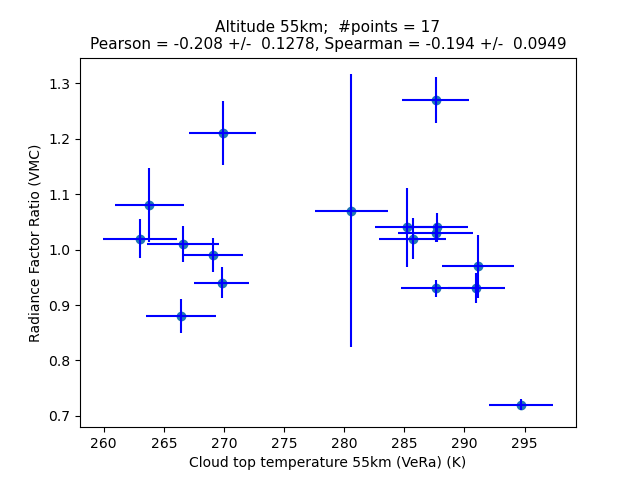 Altitude 55km;  #points = 17
Pearson = -0.208 +/-  0.1278, Spearman = -0.194 +/-  0.0949
1.3
1.2
1.1
1.0
0.9
0.8
0.7
Radiance Factor Ratio (VMC)
260 265 270 275 280 285 290 295
Cloud top temperature 55km (VeRa) (K)